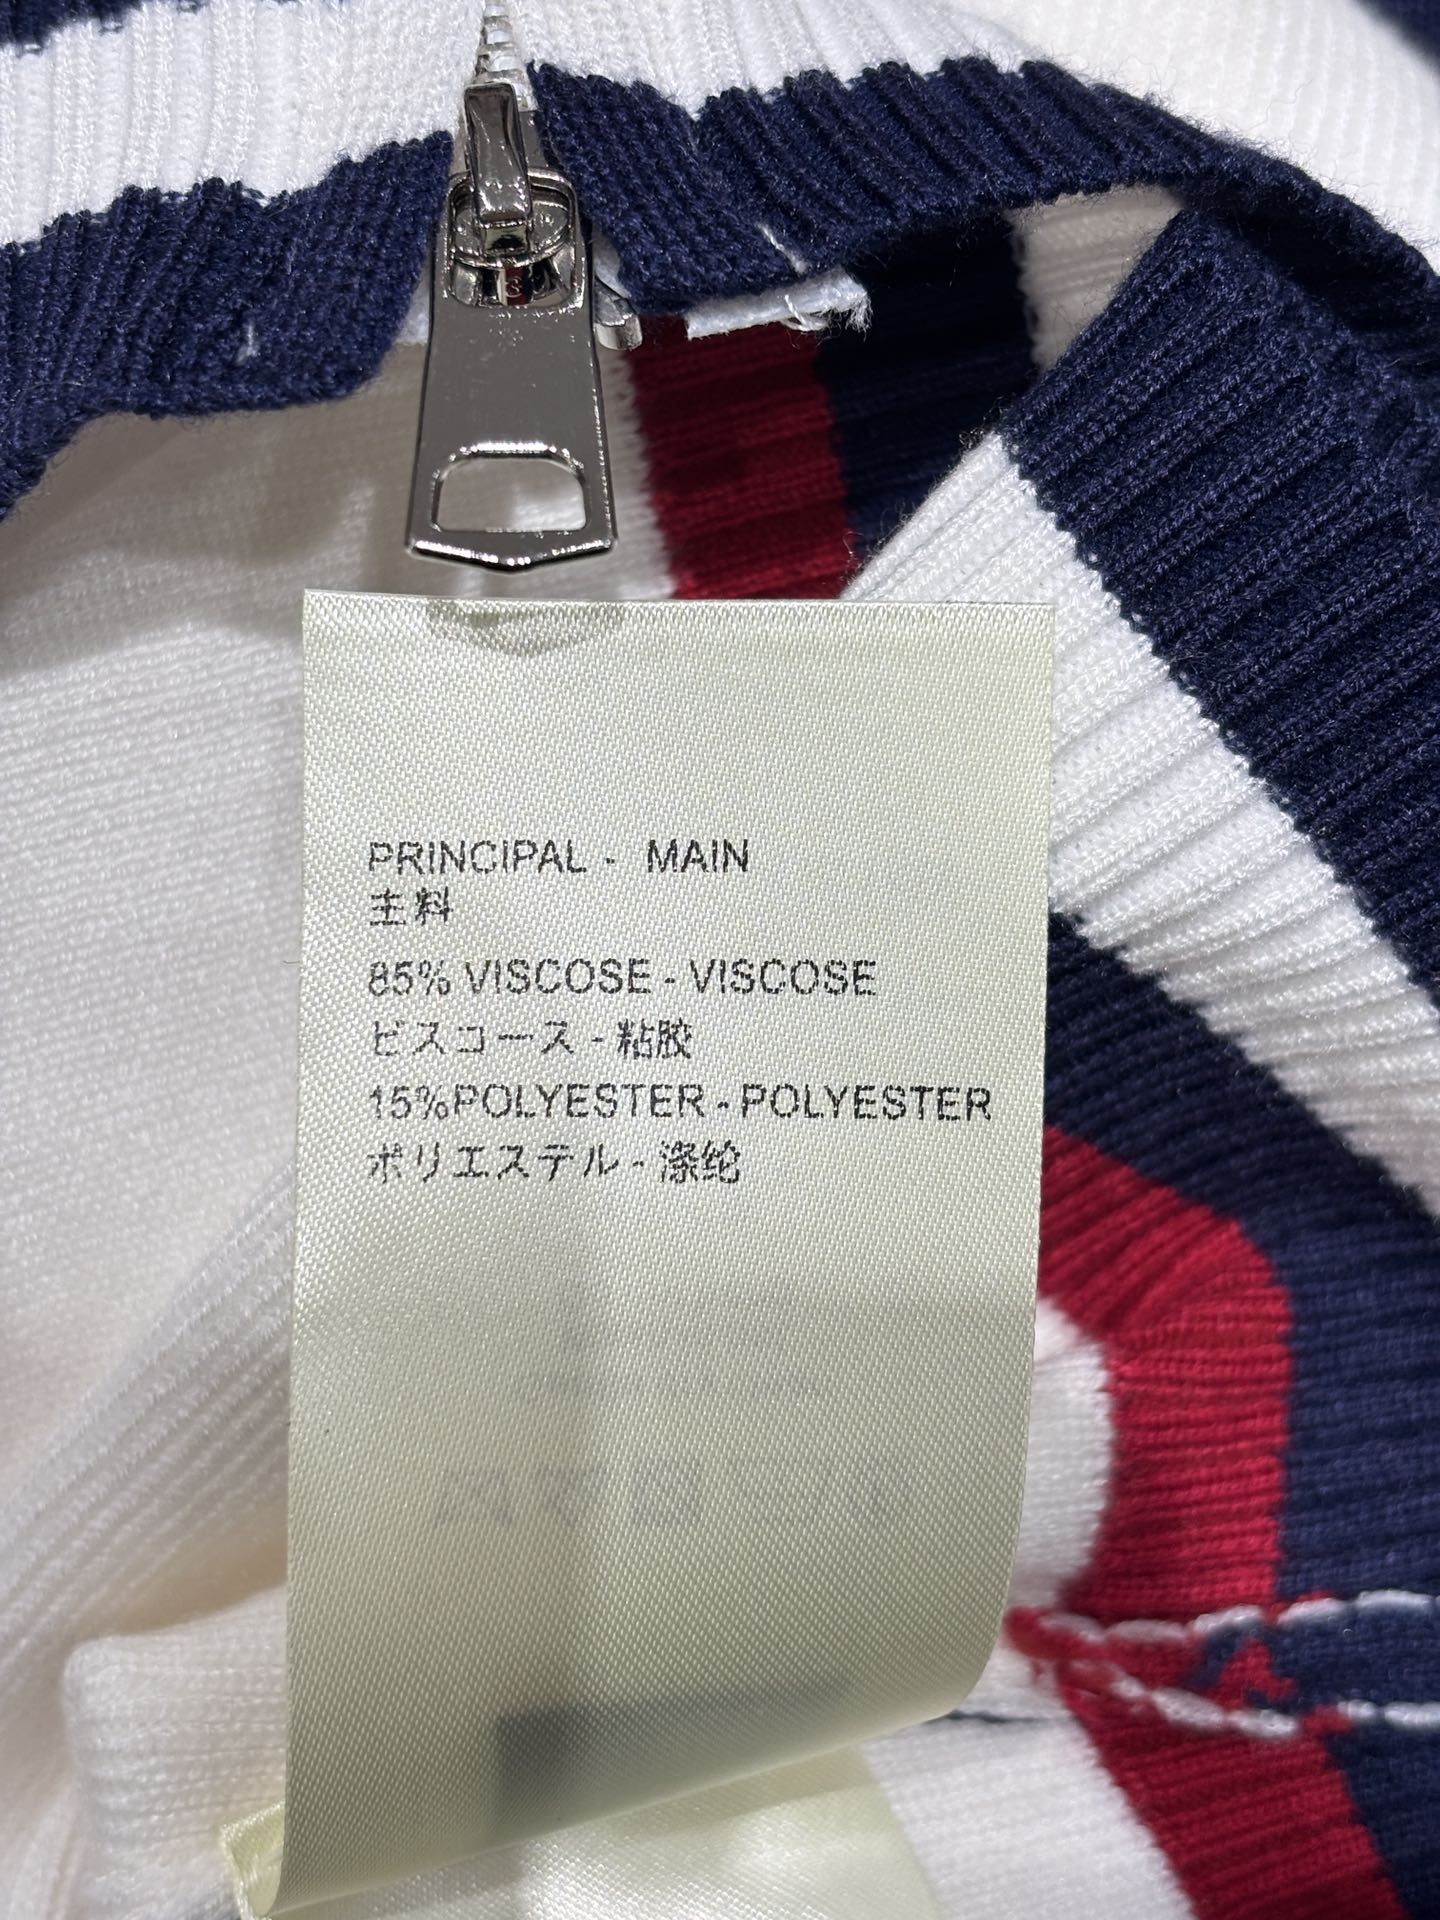 PRINCIPAL - MAIN
主料
85% VISCOSE - VISCOSE
ビスコース - 粘胶
15%POLYESTER - POLYESTER
ポリエステル - 涤纶